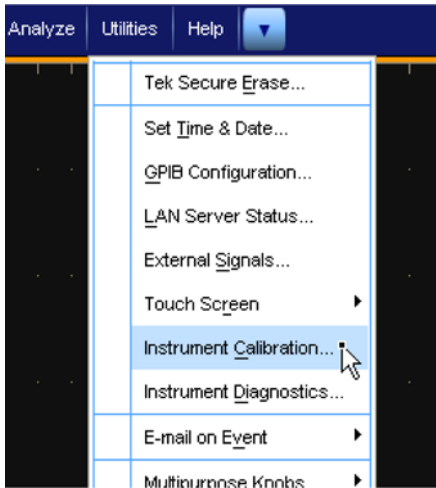 Analyze Utilities Help
Tek Secure Erase...
Set Time & Date...
GPIB Configuration...
LAN Server Status...
External Signals...
Touch Screen
Instrument Calibration...
Instrument Diagnostics...
E-mail on Event
Multipurpose Knobs